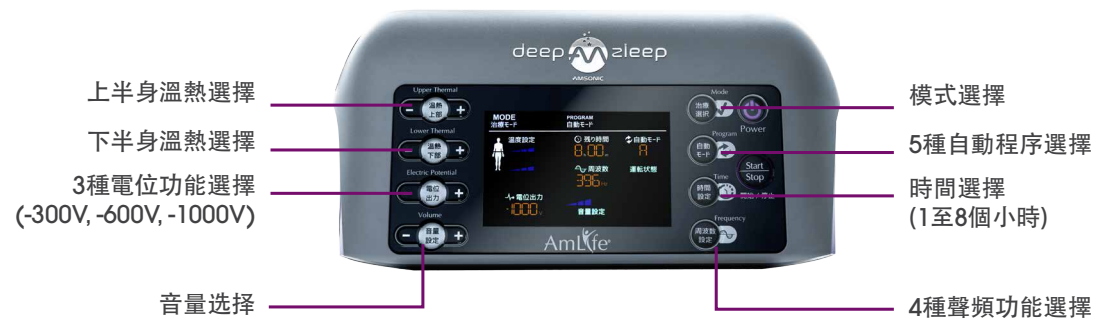 上半身溫熱選擇
下半身溫熱選擇
3種電位功能選擇
(-300V, -600V, -1000V)
音量选择
deep zleep
AMSONIC
Upper Thermal
- 溫熱 上部 +
Lower Thermal
- 溫熱 下部 +
Electric Potential
- 電位 出力 +
Volume
- 音量 設定 +
MODE
治療モード
PROGRAM
自動モード
温度設定
残り時間
8.00
自動モード
A
周波数
396
運転状態
電位出力
-1000 V
音量設定
AmLife
Mode
治療
選択
Power
Program
自動
モード
Start
Stop
Time
時間
設定
Frequency
周波数
設定
模式選擇
5種自動程序選擇
時間選擇
(1至8個小時)
4種聲頻功能選擇